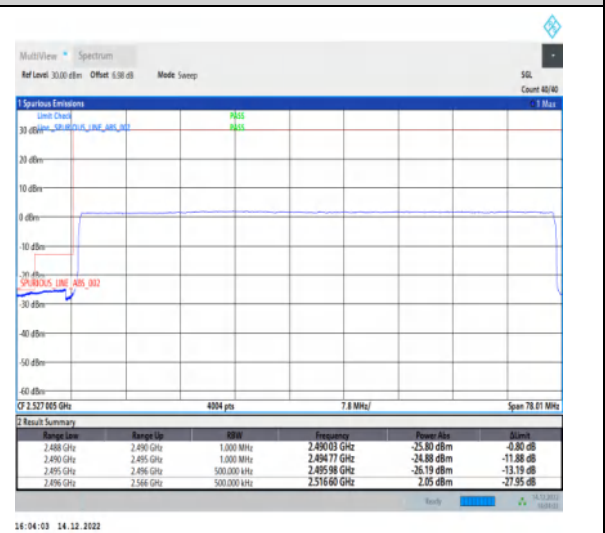 MultiView Spectrum
Ref Level 30.00 dBm Offset 6.98 dB Mode Sweep SGL
Count 40/40
1 Spurious Emissions 1 Max
Limit Check PASS
30 dBm Line _SPURIOUS_LINE_ABS_001 PASS
20 dBm
10 dBm
0 dBm
-10 dBm
-20 dBm
SPURIOUS_LINE_ABS_002
-30 dBm
-40 dBm
-50 dBm
-60 dBm
CF 2.527 005 GHz 4004 pts 7.8 MHz/ Span 78.01 MHz
2 Result Summary
Range Low Range Up RBW Frequency Power Abs ΔLimit
2.488 GHz 2.490 GHz 1.000 MHz 2.490 03 GHz -25.80 dBm -0.80 dB
2.490 GHz 2.495 GHz 1.000 MHz 2.494 77 GHz -24.88 dBm -11.88 dB
2.495 GHz 2.496 GHz 500.000 kHz 2.495 98 GHz -26.19 dBm -13.19 dB
2.496 GHz 2.566 GHz 500.000 kHz 2.516 60 GHz 2.05 dBm -27.95 dB
Ready 14.12.2022
16:04:03
16:04:03 14.12.2022